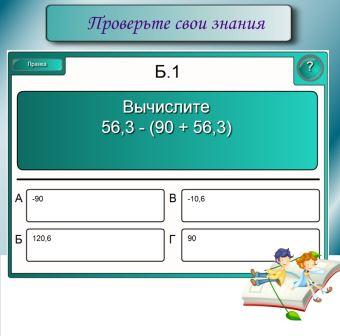 Проверьте свои знания
Правка
?
Б.1
Вычислите
56,3 - (90 + 56,3)
А -90
В -10,6
Б 120,6
Г 90